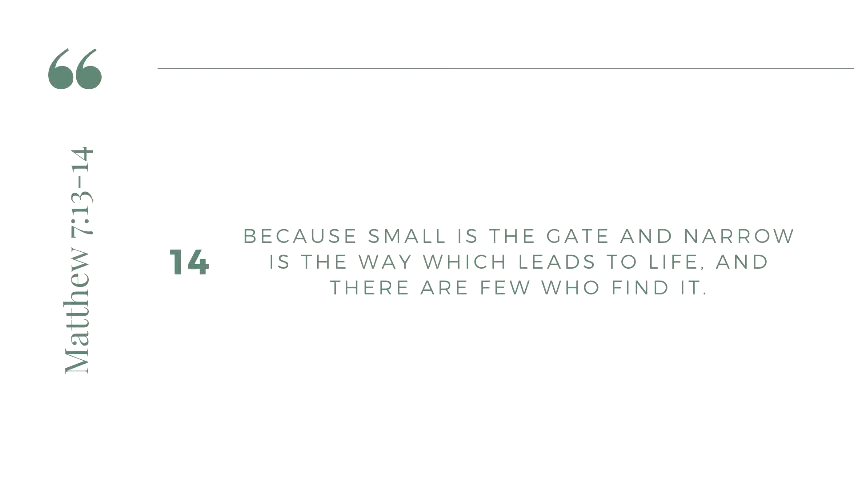 “
Matthew 7:13-14
14
BECAUSE SMALL IS THE GATE AND NARROW
IS THE WAY WHICH LEADS TO LIFE, AND
THERE ARE FEW WHO FIND IT.